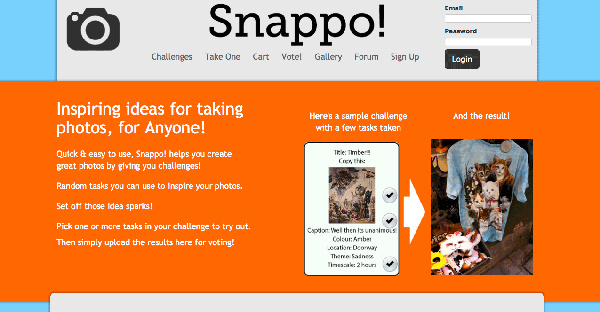 Snappo!
Email
Password
Login
Challenges Take One Cart Vote! Gallery Forum Sign Up
Inspiring ideas for taking
photos, for Anyone!
Quick & easy to use, Snappo! helps you create
great photos by giving you challenges!
Random tasks you can use to inspire your photos.
Set off those idea sparks!
Pick one or more tasks in your challenge to try out.
Then simply upload the results here for voting!
Here's a sample challenge
with a few tasks taken
Title: Timber!!!
Copy this:
Caption: Well then its unanimous!
Colour: Amber
Location: Doorway
Theme: Sadness
Timescale: 2 hours
And the result!